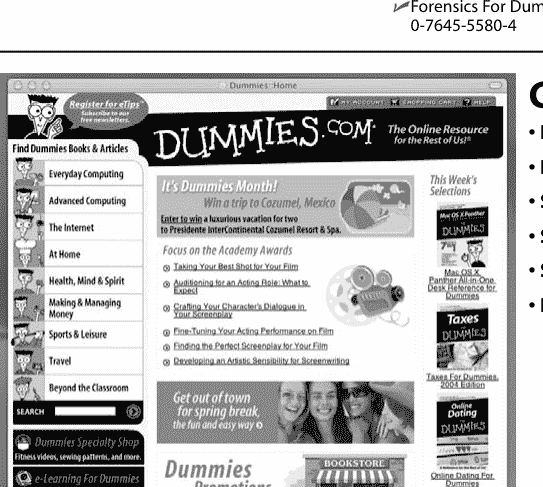 Forensics For Dum
0-7645-5580-4
Dummies::Home
Register for eTips™
Subscribe to our
free newsletters.
MY ACCOUNT
SHOPPING CART
HELP
DUMMIES.COM®
The Online Resource
for the Rest of Us!®
Find Dummies Books & Articles
Everyday Computing
Advanced Computing
The Internet
At Home
Health, Mind & Spirit
Making & Managing
Money
Sports & Leisure
Travel
Beyond the Classroom
SEARCH
Dummies Specialty Shop
Fitness videos, sewing patterns, and more.
e-Learning For Dummies
It's Dummies Month!
Win a trip to Cozumel, Mexico
Enter to win a luxurious vacation for two
to Presidente InterContinental Cozumel Resort & Spa.
Focus on the Academy Awards
Taking Your Best Shot for Your Film
Auditioning for an Acting Role: What to
Expect
Crafting Your Character's Dialogue in
Your Screenplay
Fine-Tuning Your Acting Performance on Film
Finding the Perfect Screenplay for Your Film
Developing an Artistic Sensibility for Screenwriting
Get out of town
for spring break,
the fun and easy way
Dummies
Promotions
BOOKSTORE
This Week's
Selections
Mac OS X Panther
DUMMIES
Mac OS X
Panther All-in-One
Desk Reference for
Dummies
Taxes
DUMMIES
Taxes For Dummies,
2004 Edition
Online
Dating
DUMMIES
Online Dating For
Dummies